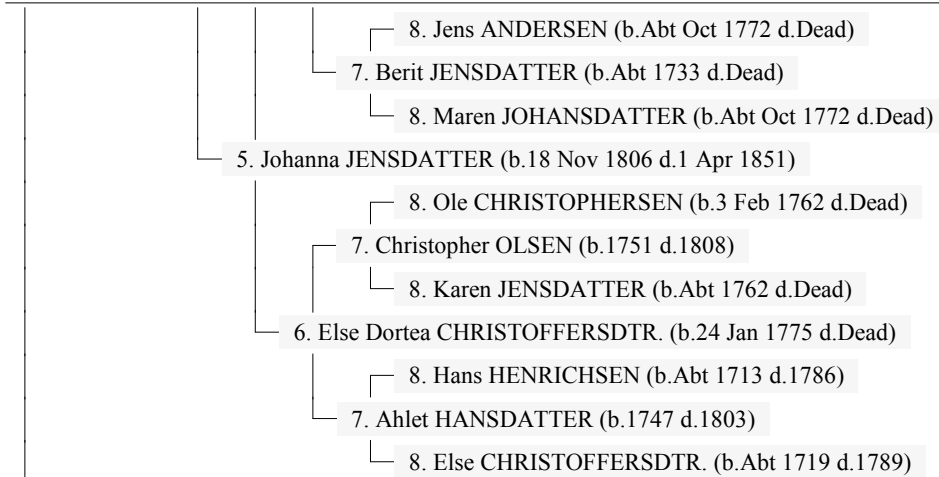 8. Jens ANDERSEN (b.Abt Oct 1772 d.Dead)
7. Berit JENSDATTER (b.Abt 1733 d.Dead)
8. Maren JOHANSDATTER (b.Abt Oct 1772 d.Dead)
5. Johanna JENSDATTER (b.18 Nov 1806 d.1 Apr 1851)
8. Ole CHRISTOPHERSEN (b.3 Feb 1762 d.Dead)
7. Christopher OLSEN (b.1751 d.1808)
8. Karen JENSDATTER (b.Abt 1762 d.Dead)
6. Else Dortea CHRISTOFFERSDTR. (b.24 Jan 1775 d.Dead)
8. Hans HENRICHSEN (b.Abt 1713 d.1786)
7. Ahlet HANSDATTER (b.1747 d.1803)
8. Else CHRISTOFFERSDTR. (b.Abt 1719 d.1789)